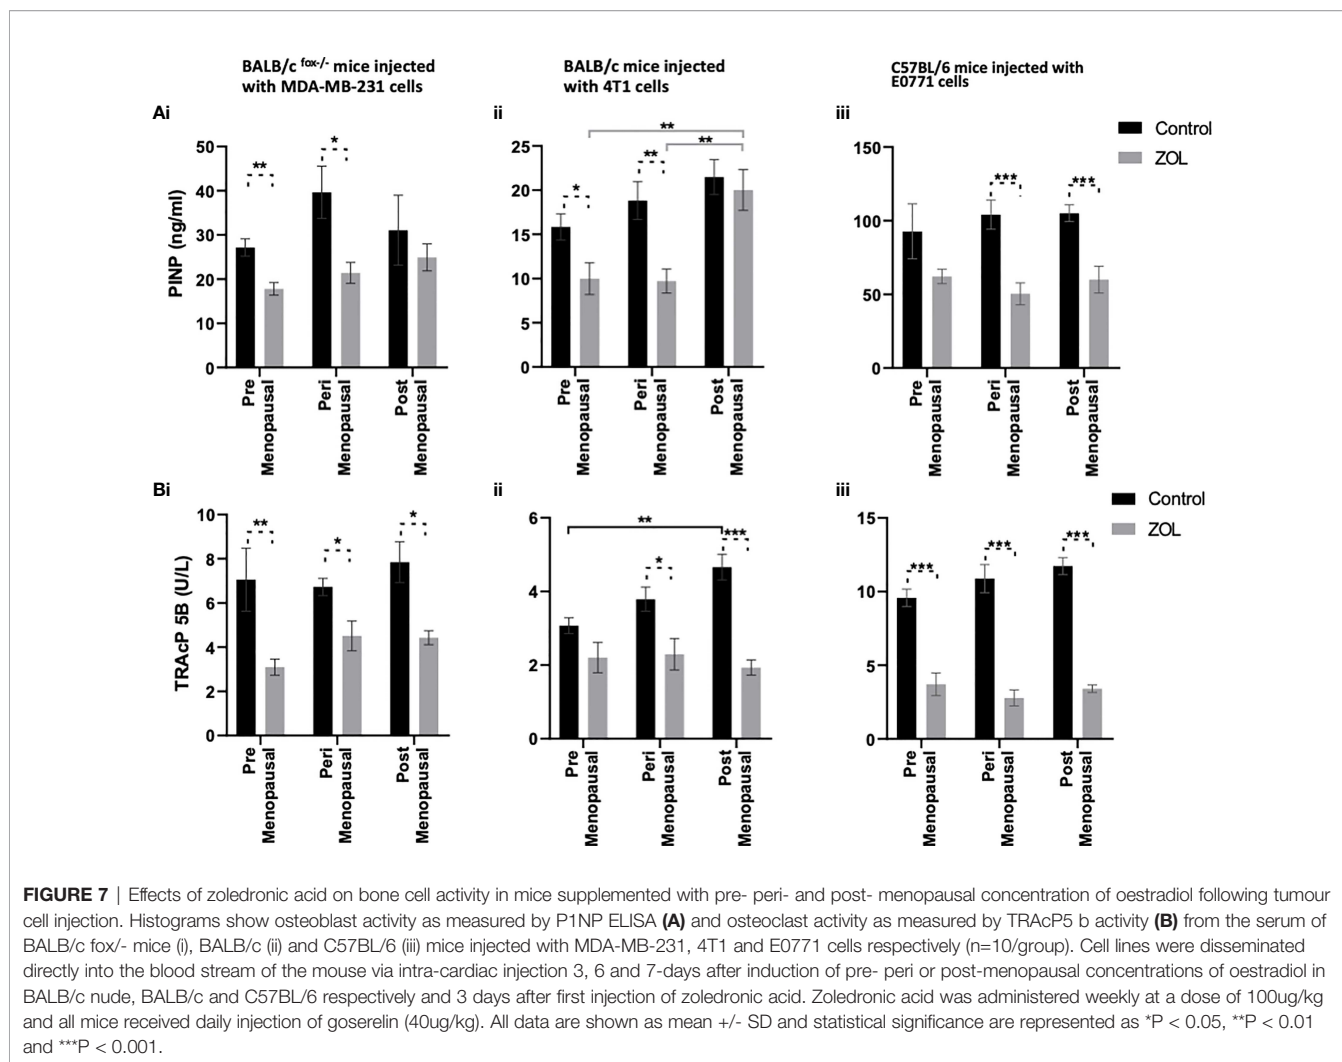 BALB/c fox-/- mice injected
with MDA-MB-231 cells
BALB/c mice injected
with 4T1 cells
C57BL/6 mice injected with
E0771 cells
Ai
ii
iii
Control
ZOL
PINP (ng/ml)
50
40
30
20
10
0
**
*
Pre
Menopausal
Peri
Menopausal
Post
Menopausal
25
20
15
10
5
0
*
**
**
**
Pre
Menopausal
Peri
Menopausal
Post
Menopausal
150
100
50
0
***
***
Pre
Menopausal
Peri
Menopausal
Post
Menopausal
Bi
ii
iii
Control
ZOL
TRAcP 5B (U/L)
10
8
6
4
2
0
**
*
*
Pre
Menopausal
Peri
Menopausal
Post
Menopausal
6
4
2
0
**
*
***
Pre
Menopausal
Peri
Menopausal
Post
Menopausal
15
10
5
0
***
***
***
Pre
Menopausal
Peri
Menopausal
Post
Menopausal
FIGURE 7 | Effects of zoledronic acid on bone cell activity in mice supplemented with pre- peri- and post- menopausal concentration of oestradiol following tumour
cell injection. Histograms show osteoblast activity as measured by P1NP ELISA (A) and osteoclast activity as measured by TRAcP5 b activity (B) from the serum of
BALB/c fox/- mice (i), BALB/c (ii) and C57BL/6 (iii) mice injected with MDA-MB-231, 4T1 and E0771 cells respectively (n=10/group). Cell lines were disseminated
directly into the blood stream of the mouse via intra-cardiac injection 3, 6 and 7-days after induction of pre- peri or post-menopausal concentrations of oestradiol in
BALB/c nude, BALB/c and C57BL/6 respectively and 3 days after first injection of zoledronic acid. Zoledronic acid was administered weekly at a dose of 100ug/kg
and all mice received daily injection of goserelin (40ug/kg). All data are shown as mean +/- SD and statistical significance are represented as *P < 0.05, **P < 0.01
and ***P < 0.001.